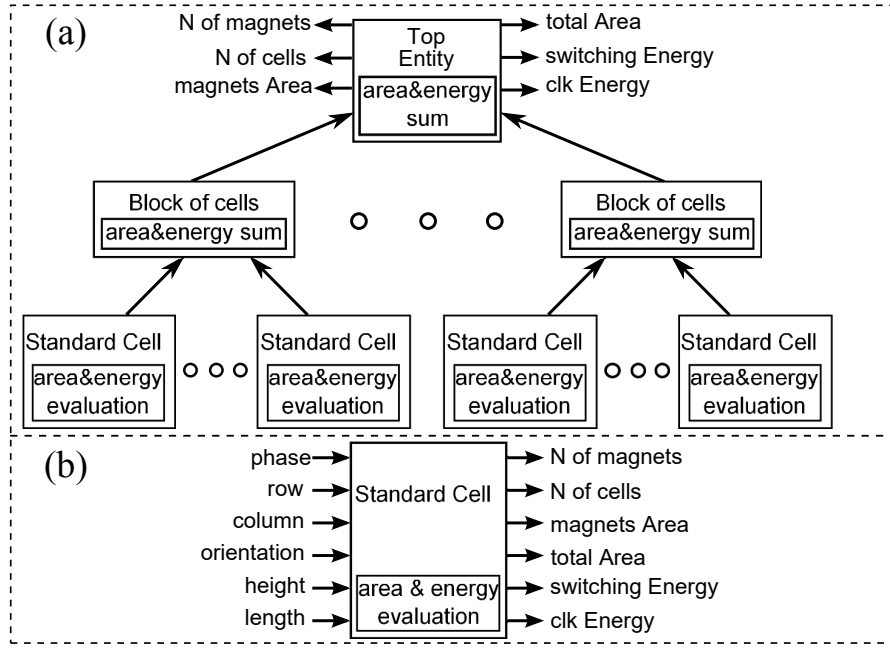 (a)
N of magnets
N of cells
magnets Area
Top
Entity
area&energy
sum
total Area
switching Energy
clk Energy
Block of cells
area&energy sum
Block of cells
area&energy sum
Standard Cell
area&energy
evaluation
Standard Cell
area&energy
evaluation
Standard Cell
area&energy
evaluation
Standard Cell
area&energy
evaluation
(b)
phase
row
column
orientation
height
length
Standard Cell
area & energy
evaluation
N of magnets
N of cells
magnets Area
total Area
switching Energy
clk Energy